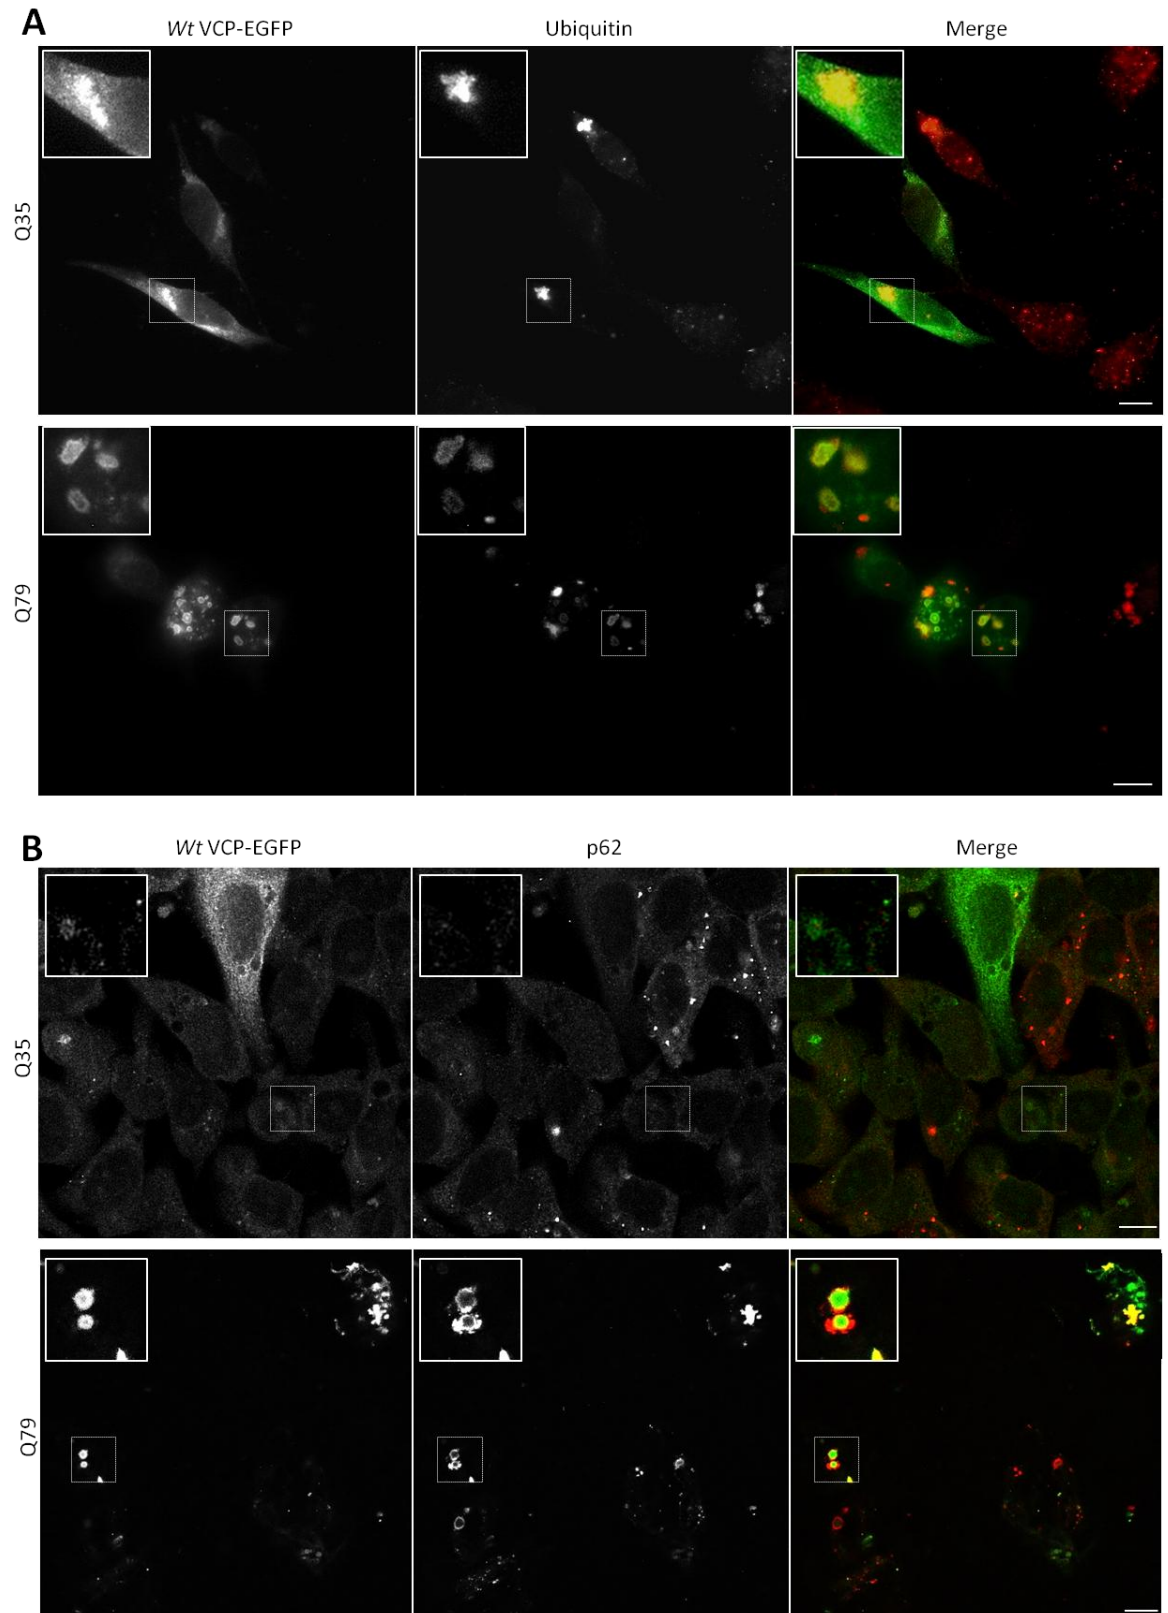 A
Wt VCP-EGFP Ubiquitin Merge
Q35
Q79
B
Wt VCP-EGFP p62 Merge
Q35
Q79